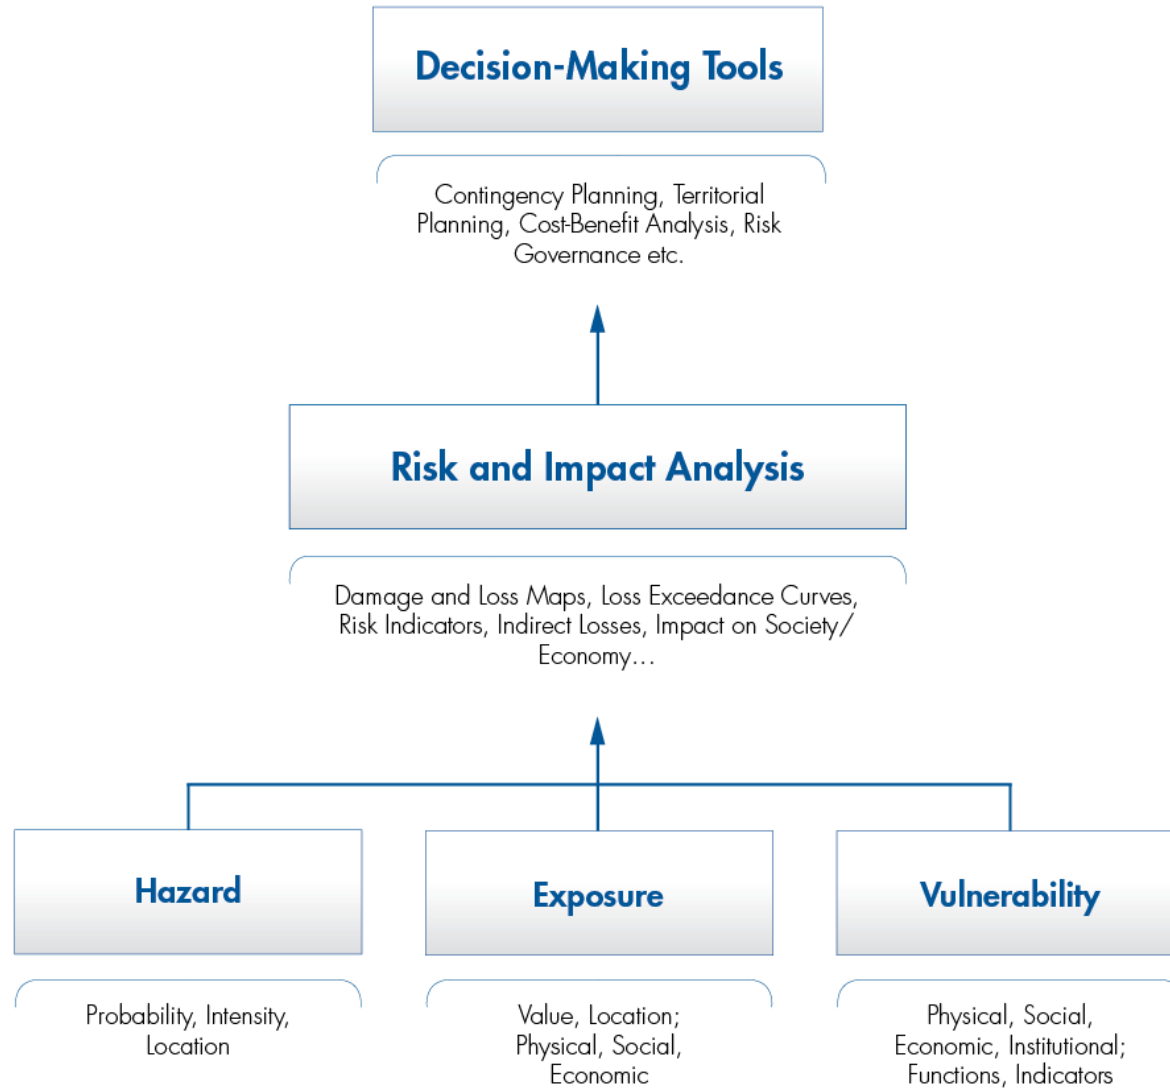 Decision-Making Tools
Contingency Planning, Territorial
Planning, Cost-Benefit Analysis, Risk
Governance etc.
Risk and Impact Analysis
Damage and Loss Maps, Loss Exceedance Curves,
Risk Indicators, Indirect Losses, Impact on Society/
Economy...
Hazard
Probability, Intensity,
Location
Exposure
Value, Location;
Physical, Social,
Economic
Vulnerability
Physical, Social,
Economic, Institutional;
Functions, Indicators